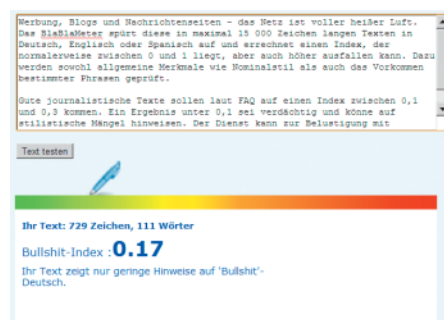 Werbung, Blogs und Nachrichtenseiten - das Netz ist voller heißer Luft.
Das BlaBlaMeter spürt diese in maximal 15 000 Zeichen langen Texten in
Deutsch, Englisch oder Spanisch auf und errechnet einen Index, der
normalerweise zwischen 0 und 1 liegt, aber auch höher ausfallen kann. Dazu
werden sowohl allgemeine Merkmale wie Nominalstil als auch das Vorkommen
bestimmter Phrasen geprüft.
Gute journalistische Texte sollen laut FAQ auf einen Index zwischen 0,1
und 0,3 kommen. Ein Ergebnis unter 0,1 sei verdächtig und könne auf
stilistische Mängel hinweisen. Der Dienst kann zur Belustigung mit
Text testen
Ihr Text: 729 Zeichen, 111 Wörter
Bullshit-Index :0.17
Ihr Text zeigt nur geringe Hinweise auf 'Bullshit'-
Deutsch.